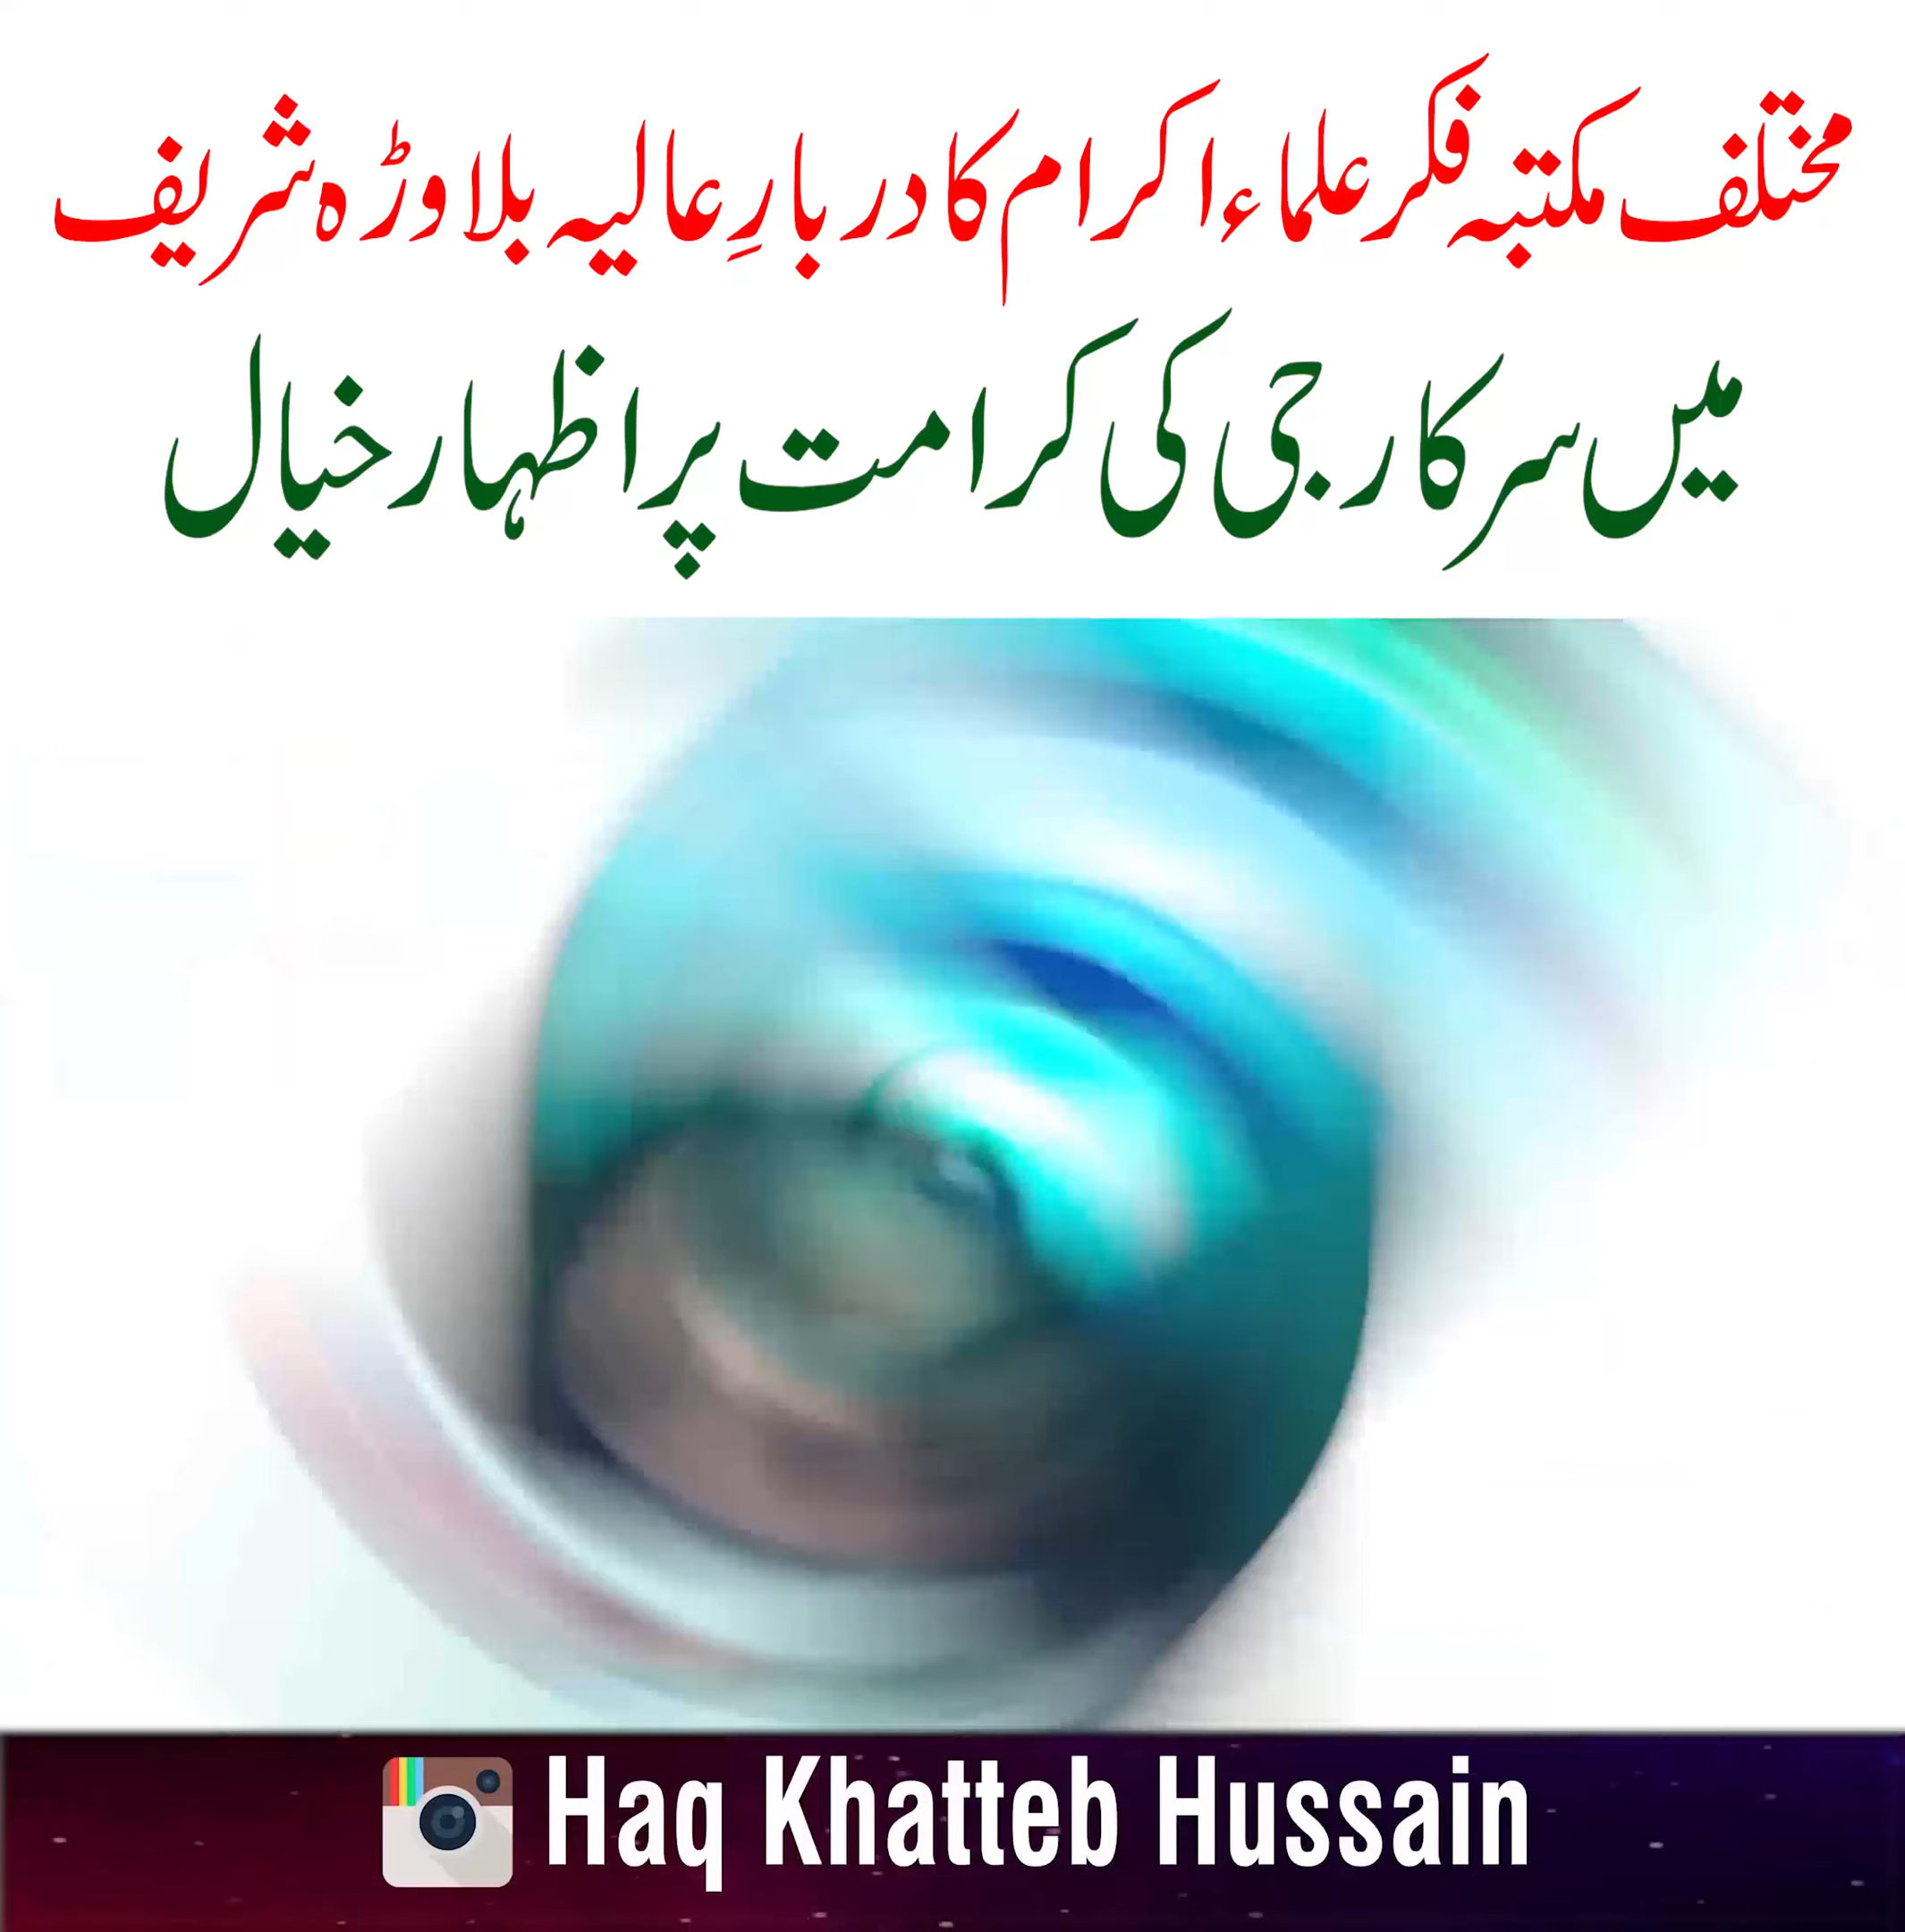 مختلف مکتبہ فکر علماء اکرام کا دربارِ عالیہ بلاوڑہ شریف
میں سرکار جی کی کرامت پر اظہار خیال
Haq Khatteb Hussain